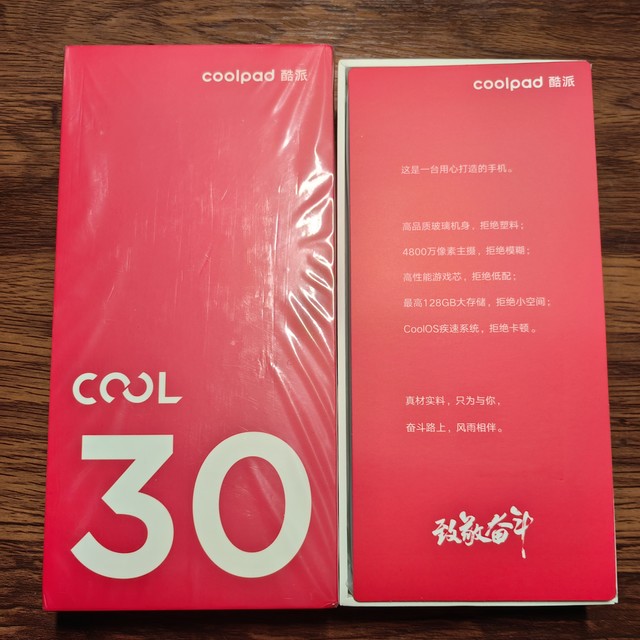 coolpad 酷派
COOL
30
coolpad 酷派
这是一台用心打造的手机。
高品质玻璃机身，拒绝塑料；
4800万像素主摄，拒绝模糊；
高性能游戏芯，拒绝低配；
最高128GB大存储，拒绝小空间；
CoolOS疾速系统，拒绝卡顿。
真材实料，只为与你，
奋斗路上，风雨相伴。
致敬奋斗